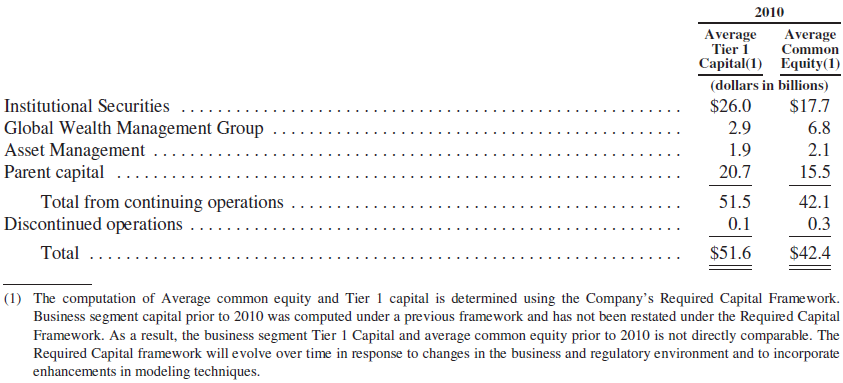 2010
Average Tier 1 Capital(1) Average Common Equity(1)
(dollars in billions)
Institutional Securities $26.0 $17.7
Global Wealth Management Group 2.9 6.8
Asset Management 1.9 2.1
Parent capital 20.7 15.5
Total from continuing operations 51.5 42.1
Discontinued operations 0.1 0.3
Total $51.6 $42.4
(1) The computation of Average common equity and Tier 1 capital is determined using the Company's Required Capital Framework.
Business segment capital prior to 2010 was computed under a previous framework and has not been restated under the Required Capital
Framework. As a result, the business segment Tier 1 Capital and average common equity prior to 2010 is not directly comparable. The
Required Capital framework will evolve over time in response to changes in the business and regulatory environment and to incorporate
enhancements in modeling techniques.